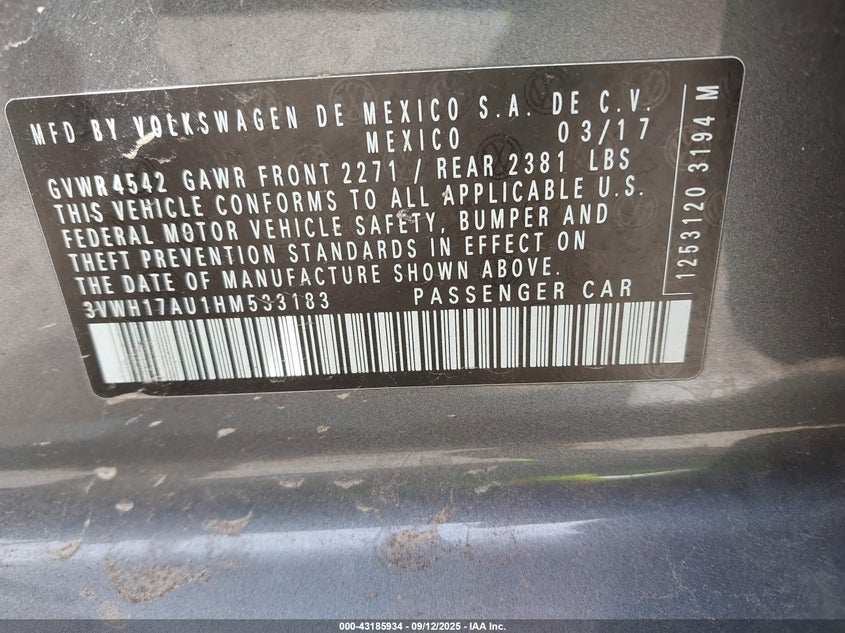 MFD BY VOLKSWAGEN DE MEXICO S.A. DE C.V.
MEXICO 03/17
GVWR4542 GAWR FRONT 2271 / REAR 2381 LBS
THIS VEHICLE CONFORMS TO ALL APPLICABLE U.S.
FEDERAL MOTOR VEHICLE SAFETY, BUMPER AND
THEFT PREVENTION STANDARDS IN EFFECT ON
THE DATE OF MANUFACTURE SHOWN ABOVE.
3VWH17AU1HM533183 PASSENGER CAR
1253120 3194 M
000-43185934 - 09/12/2025 - IAA Inc.